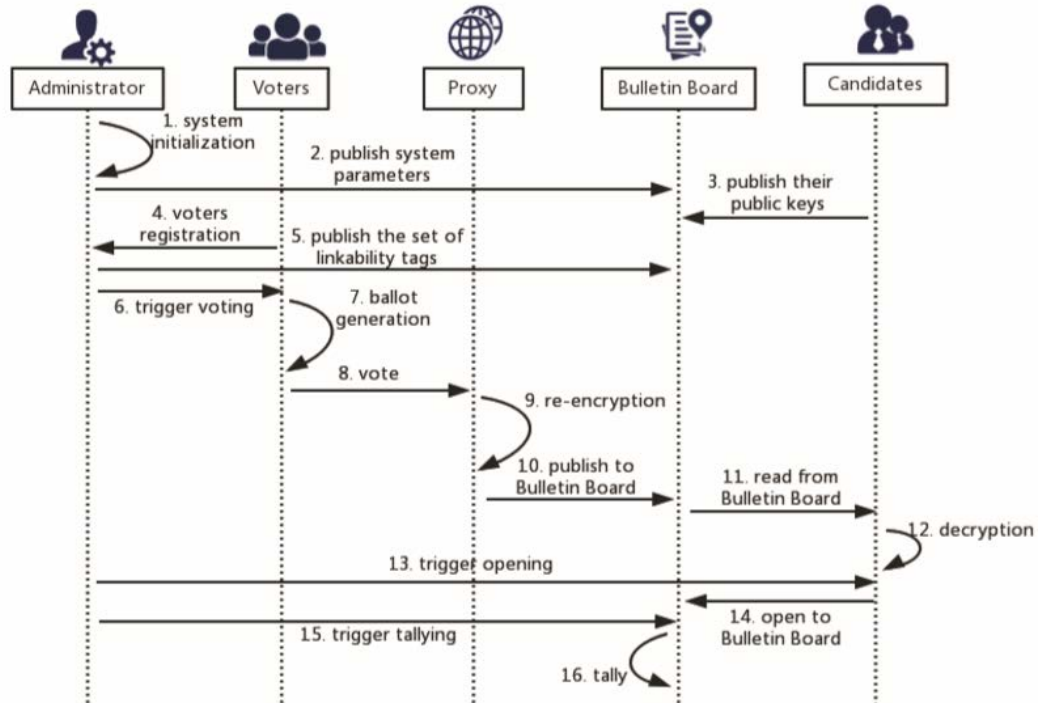 Administrator
Voters
Proxy
Bulletin Board
Candidates
1. system
initialization
2. publish system
parameters
3. publish their
public keys
4. voters
registration
5. publish the set of
linkability tags
6. trigger voting
7. ballot
generation
8. vote
9. re-encryption
10. publish to
Bulletin Board
11. read from
Bulletin Board
12. decryption
13. trigger opening
14. open to
Bulletin Board
15. trigger tallying
16. tally